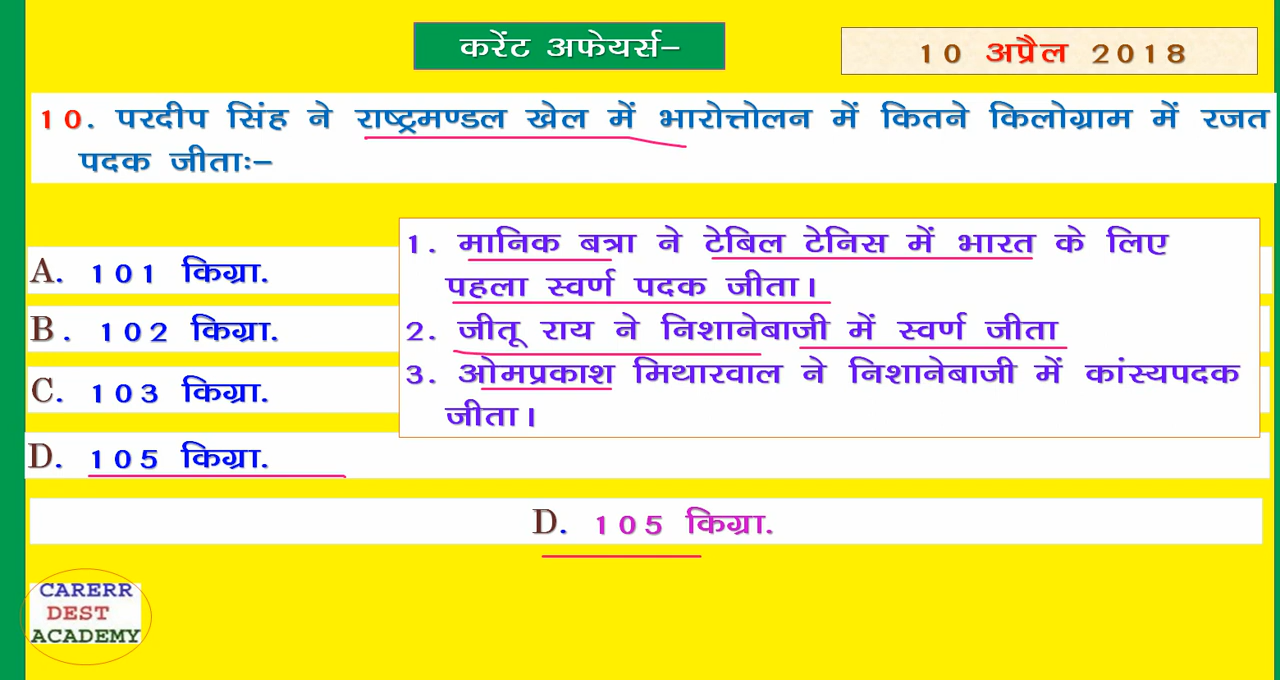 करेंट अफेयर्स–
10 अप्रैल 2018
10. परदीप सिंह ने राष्ट्रमण्डल खेल में भारोत्तोलन में कितने किलोग्राम में रजत
पदक जीताः–
1. मानिक बत्रा ने टेबिल टेनिस में भारत के लिए
पहला स्वर्ण पदक जीता।
2. जीतू राय ने निशानेबाजी में स्वर्ण जीता
3. ओमप्रकाश मिथारवाल ने निशानेबाजी में कांस्यपदक
जीता।
A. 101 किग्रा.
B. 102 किग्रा.
C. 103 किग्रा.
D. 105 किग्रा.
D. 105 किग्रा.
CARERR
DEST
ACADEMY